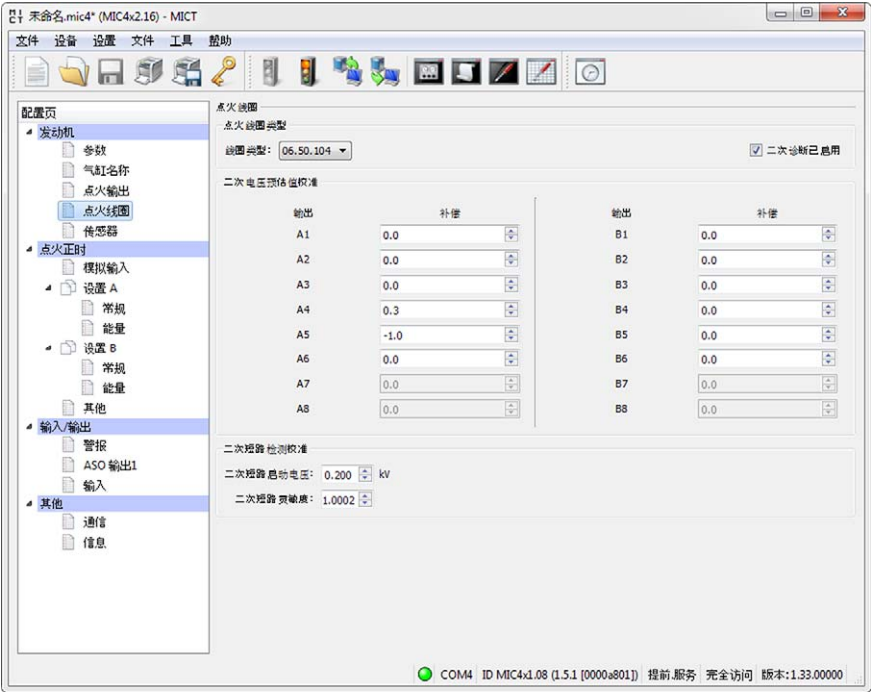 未命名.mic4* (MIC4x2.16) - MICT
文件 设备 设置 文件 工具 帮助
配置页
发动机
参数
气缸名称
点火输出
点火线圈
传感器
点火正时
模拟输入
设置 A
常规
能量
设置 B
常规
能量
其他
输入/输出
警报
ASO 输出1
输入
其他
通信
信息
点火线圈
点火线圈类型
线圈类型: 06.50.104 二次诊断已启用
二次电压预估值校准
输出 补偿 输出 补偿
A1 0.0 B1 0.0
A2 0.0 B2 0.0
A3 0.0 B3 0.0
A4 0.3 B4 0.0
A5 -1.0 B5 0.0
A6 0.0 B6 0.0
A7 0.0 B7 0.0
A8 0.0 B8 0.0
二次短路检测校准
二次短路启动电压: 0.200 kV
二次短路灵敏度: 1.0002
COM4 ID MIC4x1.08 (1.5.1 [0000a801]) 提前.服务 完全访问 版本:1.33.00000